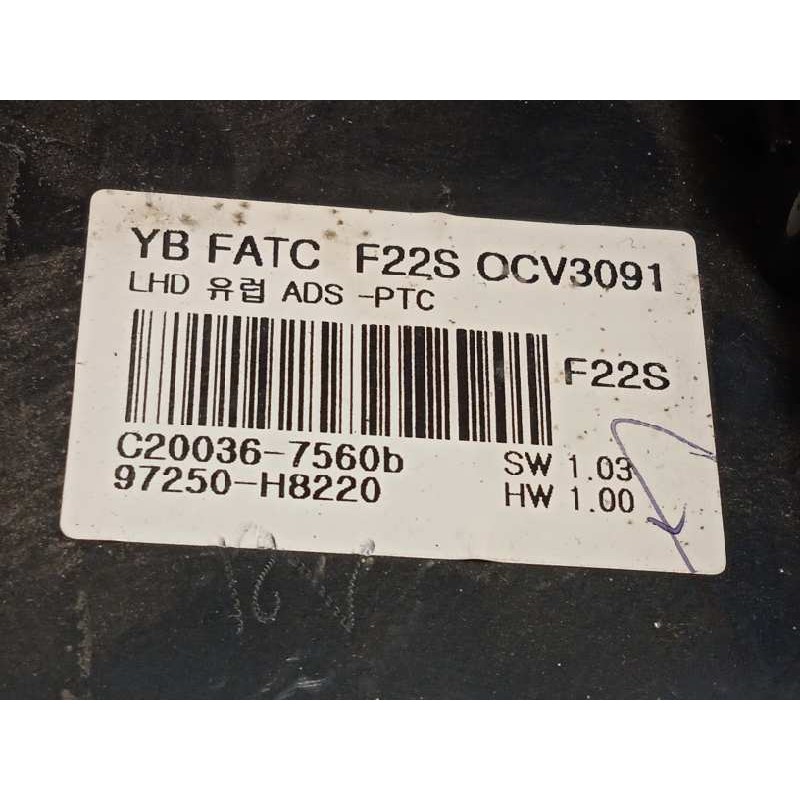 YB FATC F22S OCV3091
LHD 유럽 ADS -PTC
F22S
C20036-7560b
SW 1.03
97250-H8220
HW 1.00